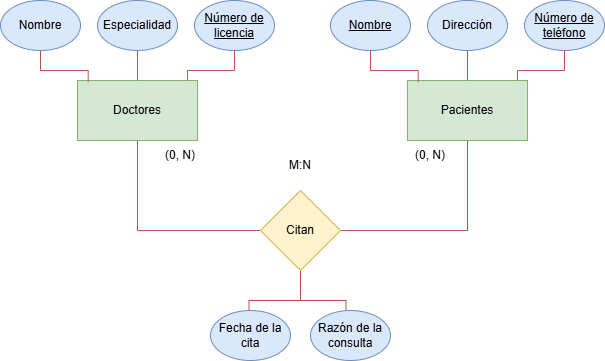 Nombre
Especialidad
Número de
licencia
Nombre
Dirección
Número de
teléfono
Doctores
Pacientes
(0, N)
(0, N)
M:N
Citan
Fecha de la
cita
Razón de la
consulta